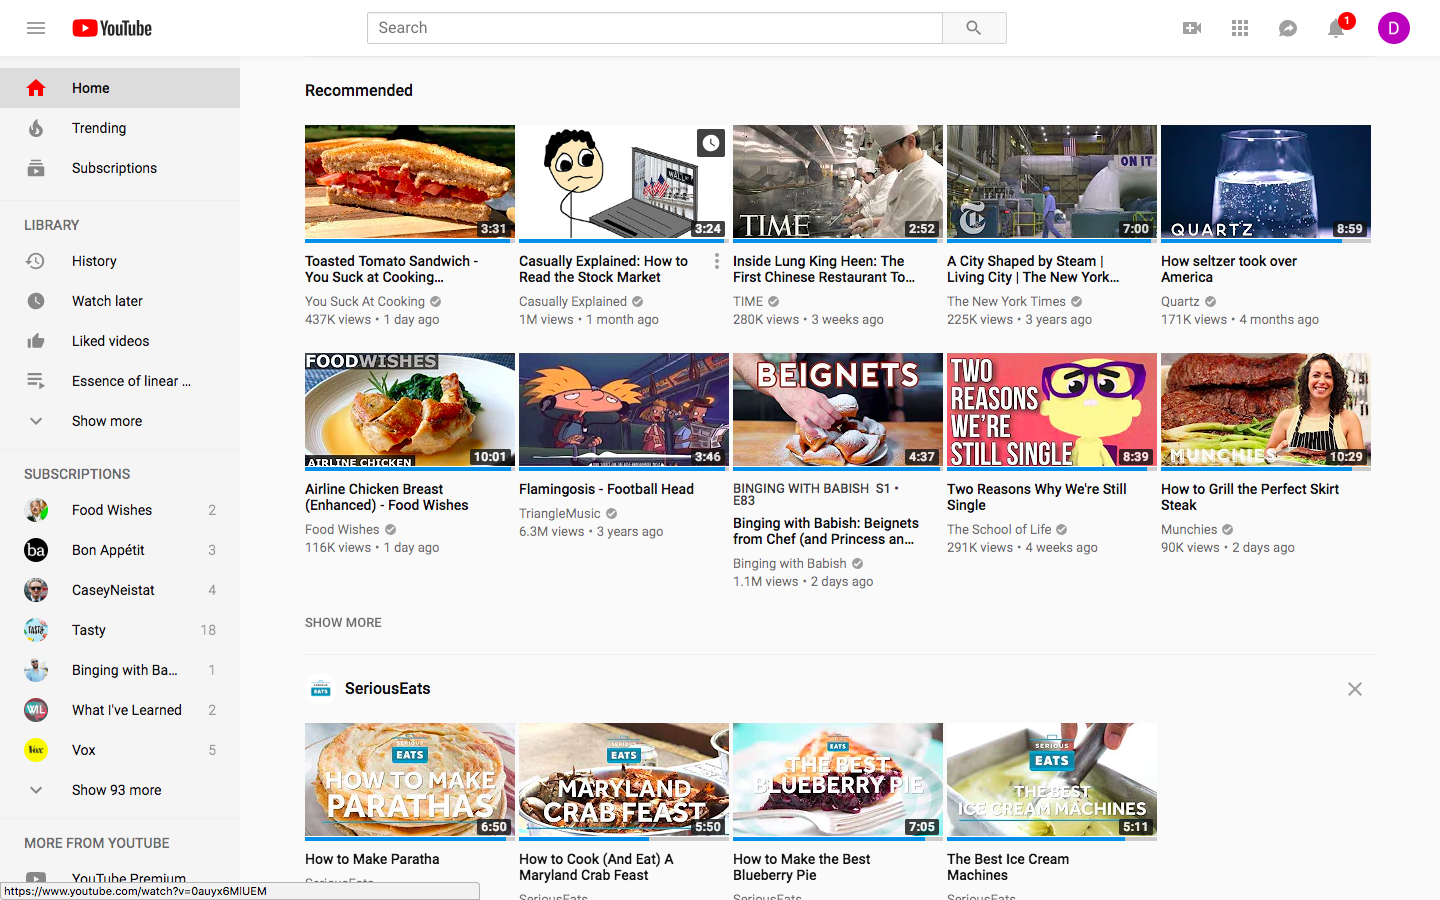 YouTube
Search
1
D
Home
Trending
Subscriptions
LIBRARY
History
Watch later
Liked videos
Essence of linear ...
Show more
SUBSCRIPTIONS
Food Wishes 2
Bon Appétit 3
CaseyNeistat 4
Tasty 18
Binging with Ba... 1
What I've Learned 2
Vox 5
Show 93 more
MORE FROM YOUTUBE
YouTube Premium
https://www.youtube.com/watch?v=0auyx6MlUEM
Recommended
3:31
Toasted Tomato Sandwich -
You Suck at Cooking...
You Suck At Cooking
437K views • 1 day ago
WALL
3:24
Casually Explained: How to
Read the Stock Market
Casually Explained
1M views • 1 month ago
TIME
2:52
Inside Lung King Heen: The
First Chinese Restaurant To...
TIME
280K views • 3 weeks ago
ON IT
7:00
A City Shaped by Steam |
Living City | The New York...
The New York Times
225K views • 3 years ago
QUARTZ
8:59
How seltzer took over
America
Quartz
171K views • 4 months ago
FOODWISHES
AIRLINE CHICKEN
10:01
Airline Chicken Breast
(Enhanced) - Food Wishes
Food Wishes
116K views • 1 day ago
3:46
Flamingosis - Football Head
TriangleMusic
6.3M views • 3 years ago
BEIGNETS
4:37
BINGING WITH BABISH S1 •
E83
Binging with Babish: Beignets
from Chef (and Princess an...
Binging with Babish
1.1M views • 2 days ago
TWO
REASONS
WE'RE
STILL SINGLE
8:39
Two Reasons Why We're Still
Single
The School of Life
291K views • 4 weeks ago
MUNCHIES
10:29
How to Grill the Perfect Skirt
Steak
Munchies
90K views • 2 days ago
SHOW MORE
SeriousEats
SERIOUS
EATS
HOW TO MAKE
PARATHAS
6:50
How to Make Paratha
SeriousEats
SERIOUS
EATS
MARYLAND
CRAB FEAST
5:50
How to Cook (And Eat) A
Maryland Crab Feast
SeriousEats
EATS
THE BEST
BLUEBERRY PIE
7:05
How to Make the Best
Blueberry Pie
SeriousEats
SERIOUS
EATS
THE BEST
ICE CREAM MACHINES
5:11
The Best Ice Cream
Machines
SeriousEats